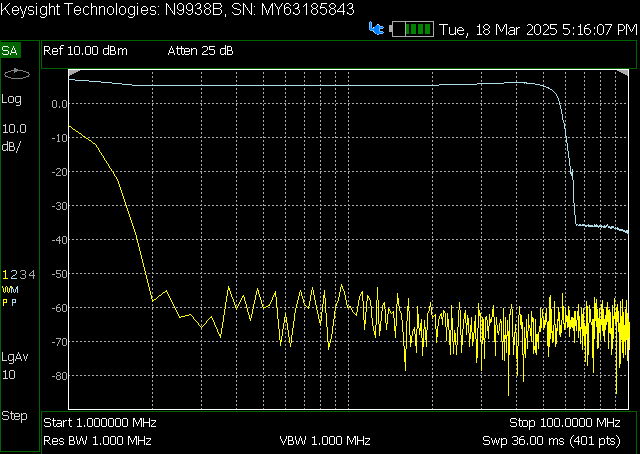 Keysight Technologies: N9938B, SN: MY63185843
Tue, 18 Mar 2025 5:16:07 PM
SA
Ref 10.00 dBm Atten 25 dB
Log
10.0
dB/
0.0
-10
-20
-30
-40
-50
-60
-70
-80
1234
WM
P P
LgAv
10
Step
Start 1.000000 MHz Stop 100.0000 MHz
Res BW 1.000 MHz VBW 1.000 MHz Swp 36.00 ms (401 pts)